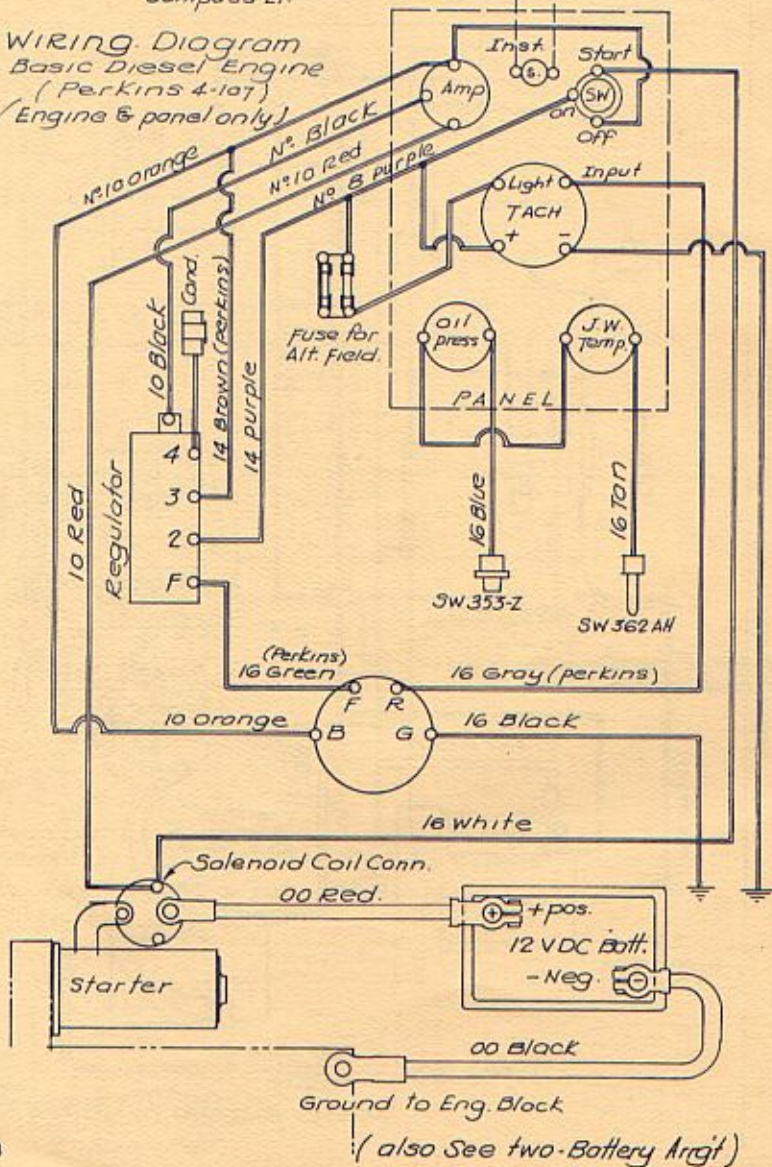 Compass Lt.
WIRING Diagram
Basic Diesel Engine
(Perkins 4-107)
(Engine & panel only)
Inst.
S.
Start
SW
on
off
Amp
Nº 10 Orange
Nº Black
Nº 10 Red
Nº 8 purple
Light
Input
TACH
+
-
Fuse for
Alt. Field.
Oil
press
J.W.
Temp.
PANEL
10 Black
Cond.
14 Brown (perkins)
14 purple
10 Red
Regulator
4
3
2
F
16 Blue
16 Tan
SW 353-Z
SW 362 AH
(Perkins)
16 Green
16 Gray (perkins)
F
R
10 Orange
B
G
16 Black
16 White
Solenoid Coil Conn.
00 Red.
+ pos.
12 VDC Batt.
- Neg.
Starter
00 Black
Ground to Eng. Block
(also See two-Battery Arrg't)